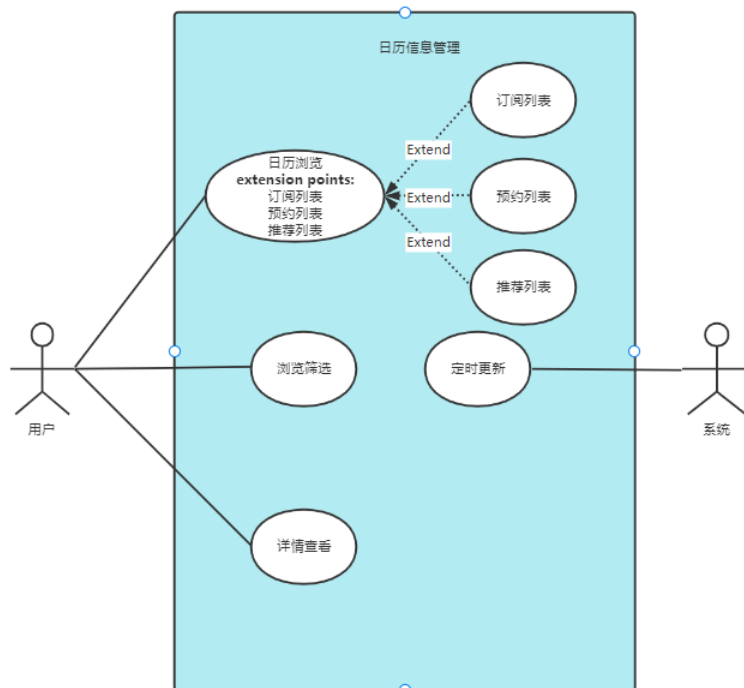 日历信息管理
订阅列表
Extend
日历浏览
extension points:
订阅列表
预约列表
推荐列表
Extend
预约列表
Extend
推荐列表
浏览筛选
定时更新
用户
系统
详情查看